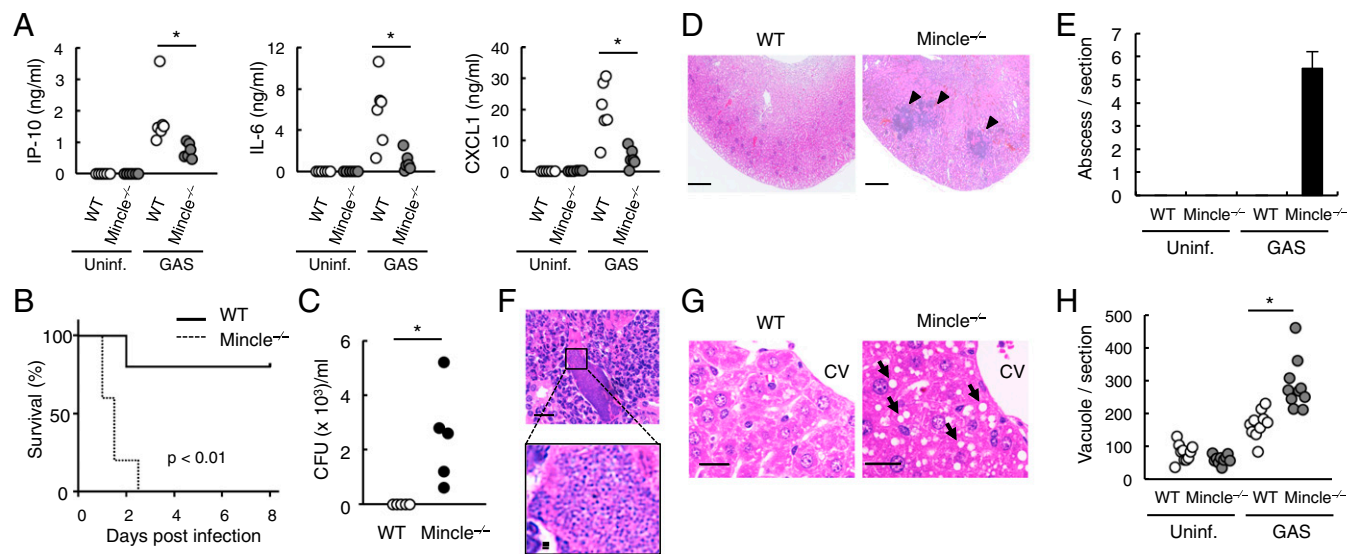 A
IP-10 (ng/ml)
4
3
2
1
0
*
WT
Mincle–/–
WT
Mincle–/–
Uninf.
GAS
IL-6 (ng/ml)
12
8
4
0
*
WT
Mincle–/–
WT
Mincle–/–
Uninf.
GAS
CXCL1 (ng/ml)
40
30
20
10
0
*
WT
Mincle–/–
WT
Mincle–/–
Uninf.
GAS
B
WT
Mincle–/–
Survival (%)
100
50
0
p < 0.01
0 2 4 6 8
Days post infection
C
CFU (x 10³)/ml
6
4
2
0
*
WT Mincle–/–
D
WT Mincle–/–
E
Abscess / section
7
6
5
4
3
2
1
0
WT Mincle–/– WT Mincle–/–
Uninf. GAS
F
G
WT Mincle–/–
CV CV
H
Vacuole / section
500
400
300
200
100
0
*
WT Mincle–/– WT Mincle–/–
Uninf. GAS